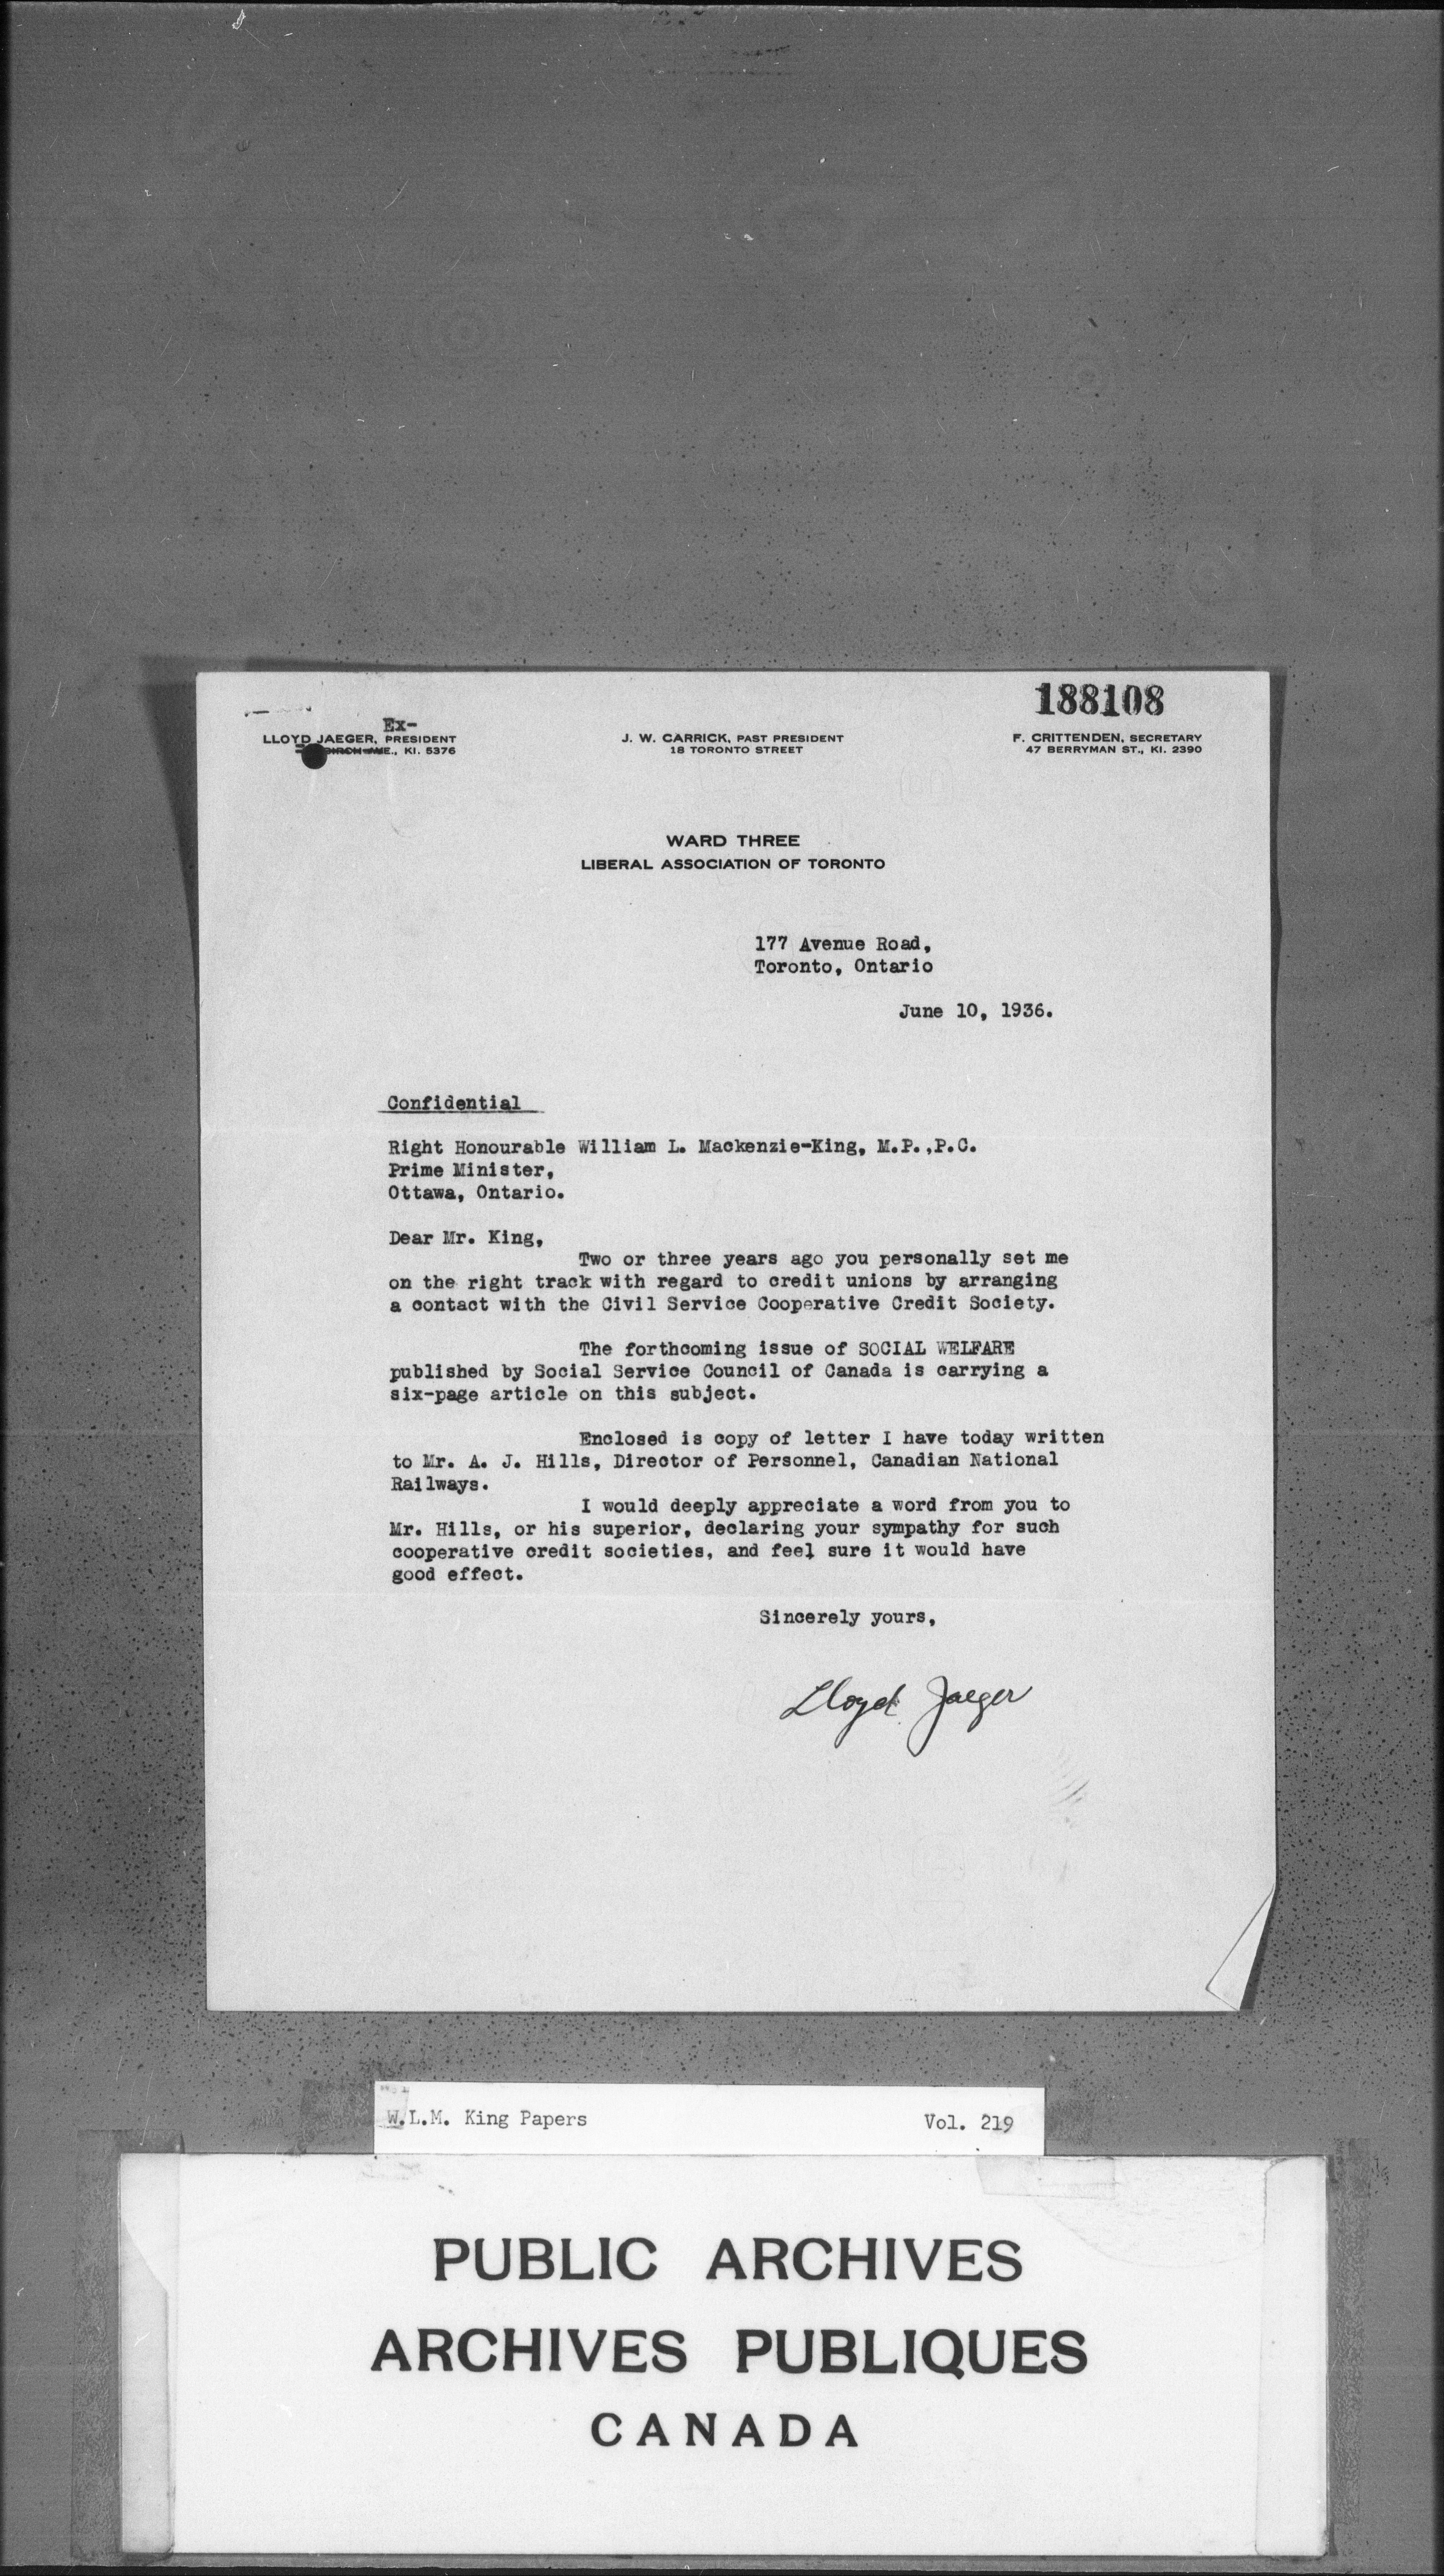 188108
Ex-
LLOYD JAEGER, PRESIDENT
BIRCH AVE., KI. 5376
J. W. CARRICK, PAST PRESIDENT
18 TORONTO STREET
F. CRITTENDEN, SECRETARY
47 BERRYMAN ST., KI. 2390
WARD THREE
LIBERAL ASSOCIATION OF TORONTO
177 Avenue Road,
Toronto, Ontario
June 10, 1936.
Confidential
Right Honourable William L. Mackenzie-King, M.P.,P.C.
Prime Minister,
Ottawa, Ontario.
Dear Mr. King,
Two or three years ago you personally set me
on the right track with regard to credit unions by arranging
a contact with the Civil Service Cooperative Credit Society.
The forthcoming issue of SOCIAL WELFARE
published by Social Service Council of Canada is carrying a
six-page article on this subject.
Enclosed is copy of letter I have today written
to Mr. A. J. Hills, Director of Personnel, Canadian National
Railways.
I would deeply appreciate a word from you to
Mr. Hills, or his superior, declaring your sympathy for such
cooperative credit societies, and feel sure it would have
good effect.
Sincerely yours,
Lloyd Jaeger
W.L.M. King Papers Vol. 219
PUBLIC ARCHIVES
ARCHIVES PUBLIQUES
CANADA